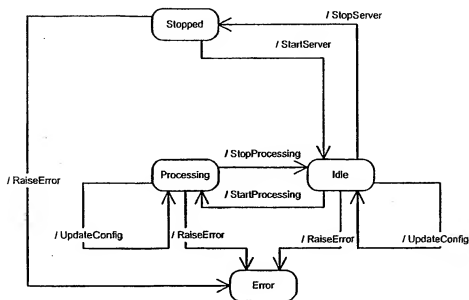 / StopServer
Stopped
/ StartServer
/ StopProcessing
/ RaiseError
Processing
Idle
/ StartProcessing
/ UpdateConfig
/ RaiseError
/ RaiseError
/ UpdateConfig
Error